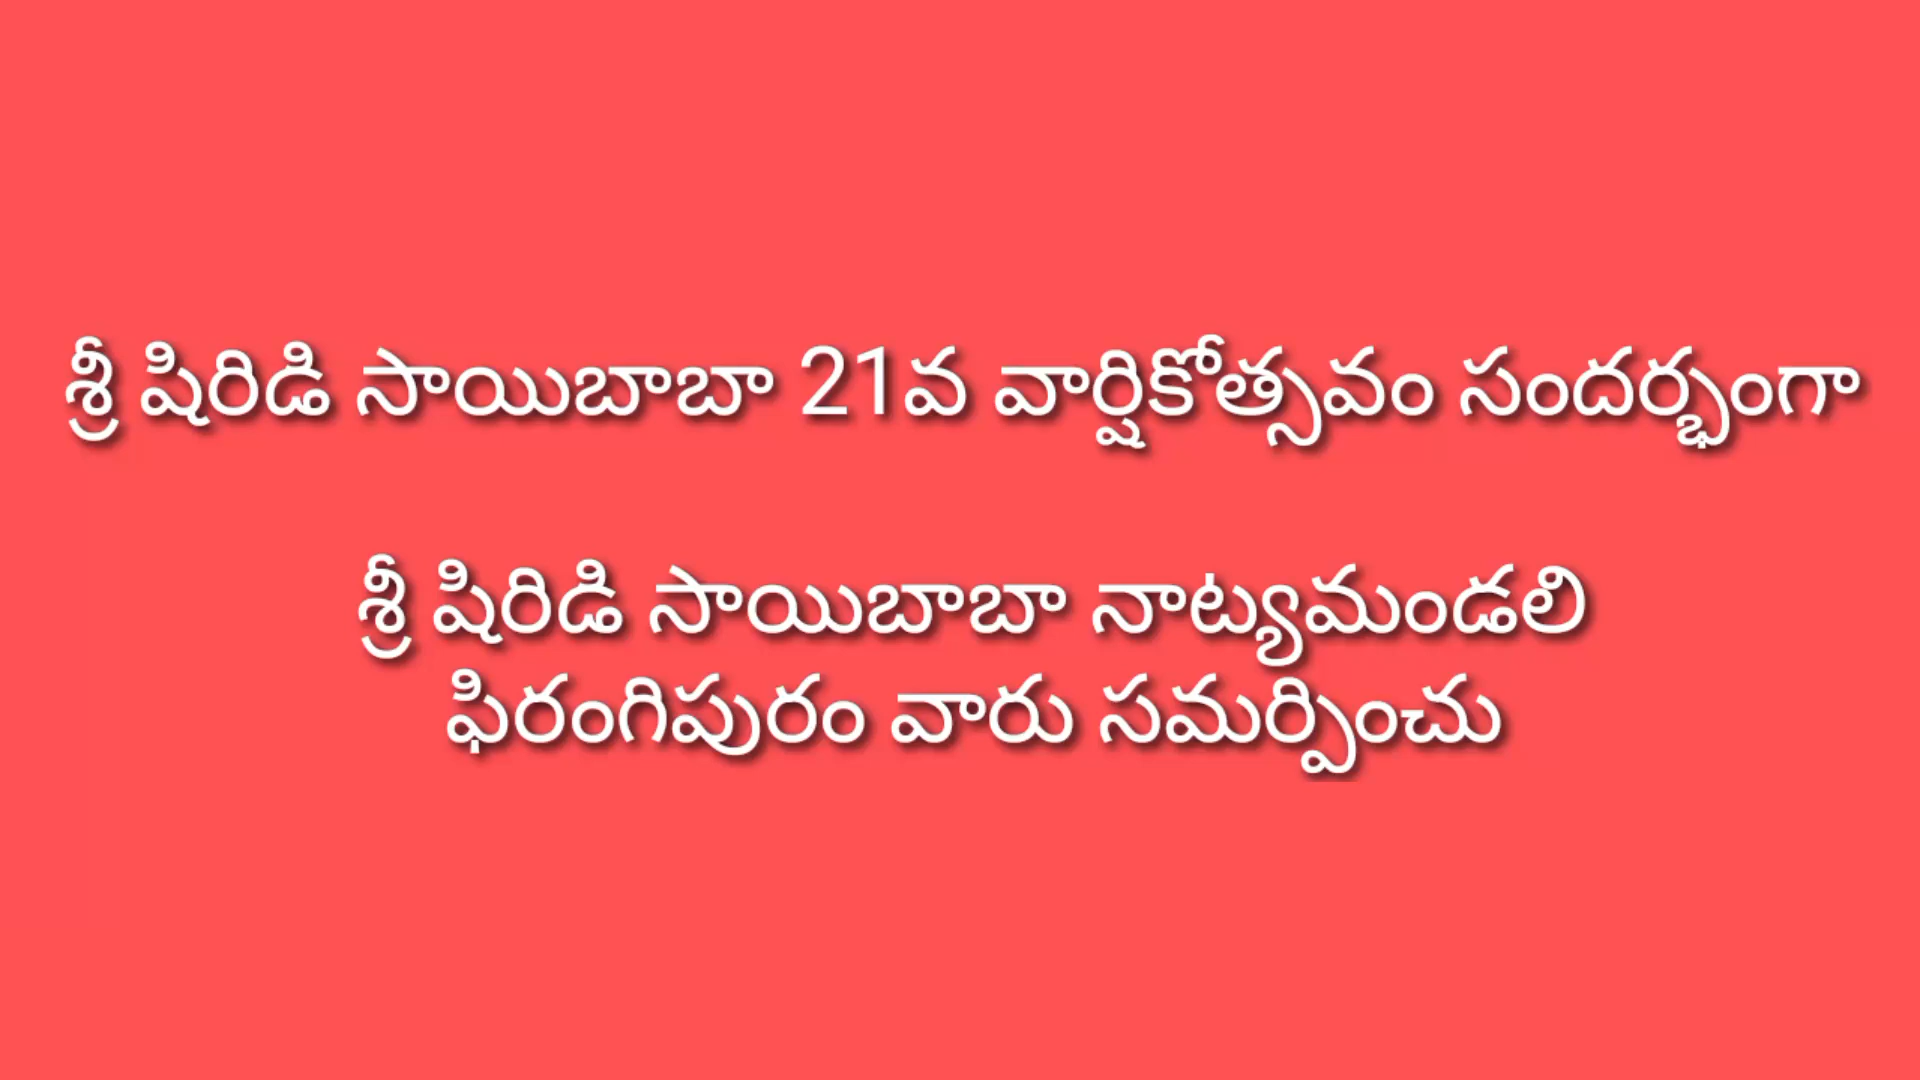 శ్రీ షిరిడి సాయిబాబా 21వ వార్షికోత్సవం సందర్భంగా
శ్రీ షిరిడి సాయిబాబా నాట్యమండలి
ఫిరంగిపురం వారు సమర్పించు